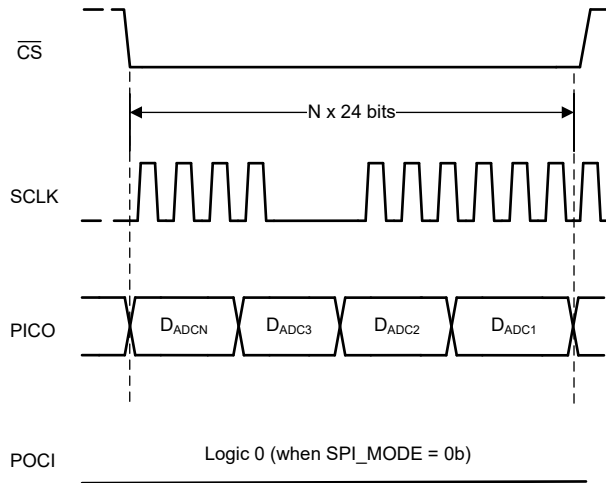 CS
N x 24 bits
SCLK
PICO
DADCN
DADC3
DADC2
DADC1
Logic 0 (when SPI_MODE = 0b)
POCI